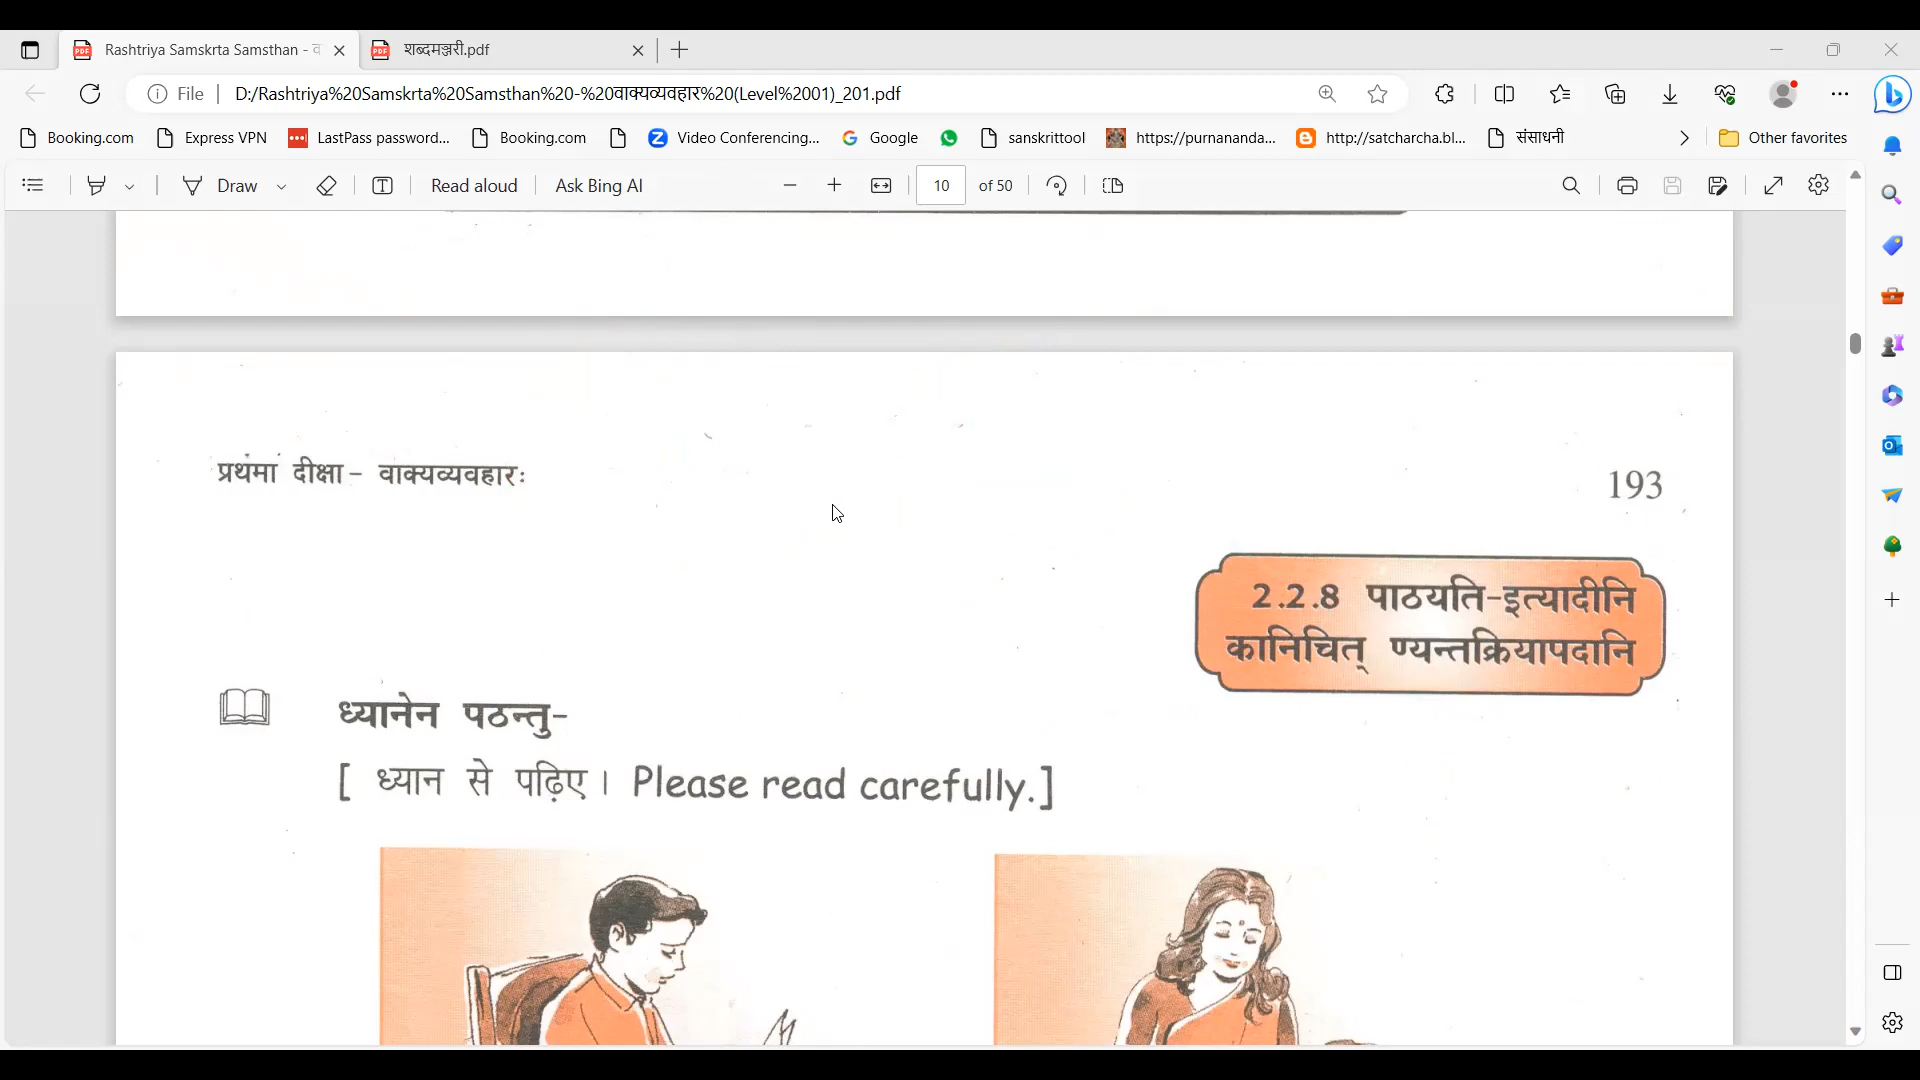 Rashtriya Samskrta Samsthan - व
शब्दमञ्जरी.pdf
File
D:/Rashtriya%20Samskrta%20Samsthan%20-%20वाक्यव्यवहार%20(Level%2001)_201.pdf
Booking.com
Express VPN
LastPass password...
Booking.com
Video Conferencing...
Google
sanskrittool
https://purnananda...
http://satcharcha.bl...
संसाधनी
Other favorites
Draw
Read aloud
Ask Bing AI
10
of 50
प्रथमा दीक्षा - वाक्यव्यवहारः
193
2.2.8 पाठयति-इत्यादीनि
कानिचित् ण्यन्तक्रियापदानि
ध्यानेन पठन्तु-
[ ध्यान से पढ़िए। Please read carefully.]